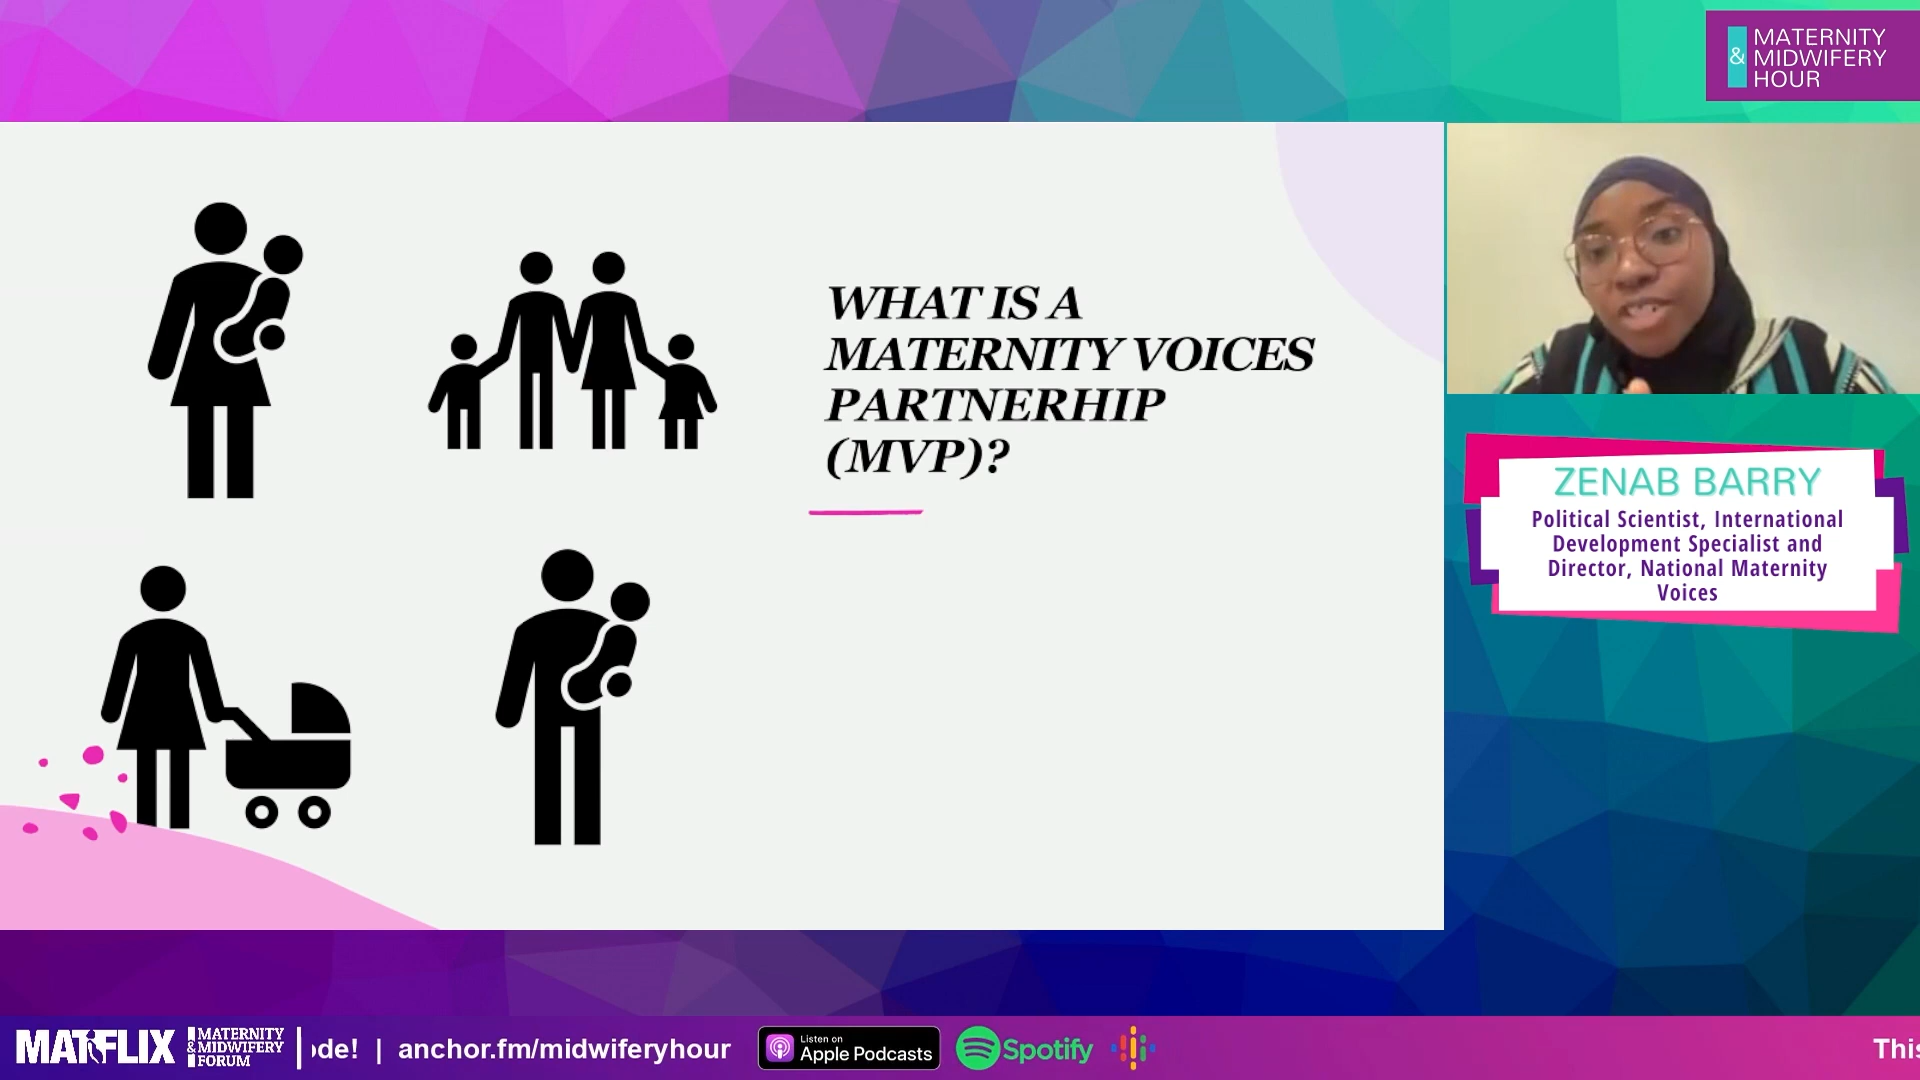 MATERNITY
& MIDWIFERY
HOUR
WHAT IS A
MATERNITY VOICES
PARTNERHIP
(MVP)?
ZENAB BARRY
Political Scientist, International
Development Specialist and
Director, National Maternity
Voices
MATFLIX
MATERNITY
& MIDWIFERY
FORUM
ode! | anchor.fm/midwiferyhour
Listen on
Apple Podcasts
Spotify
This